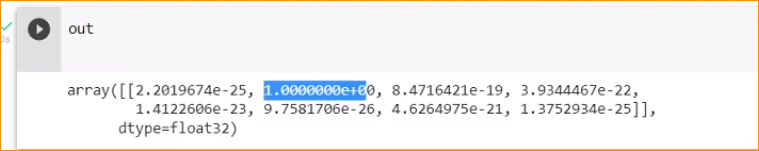 out
0s
array([[2.2019674e-25, 1.0000000e+00, 8.4716421e-19, 3.9344467e-22,
1.4122606e-23, 9.7581706e-26, 4.6264975e-21, 1.3752934e-25]],
dtype=float32)